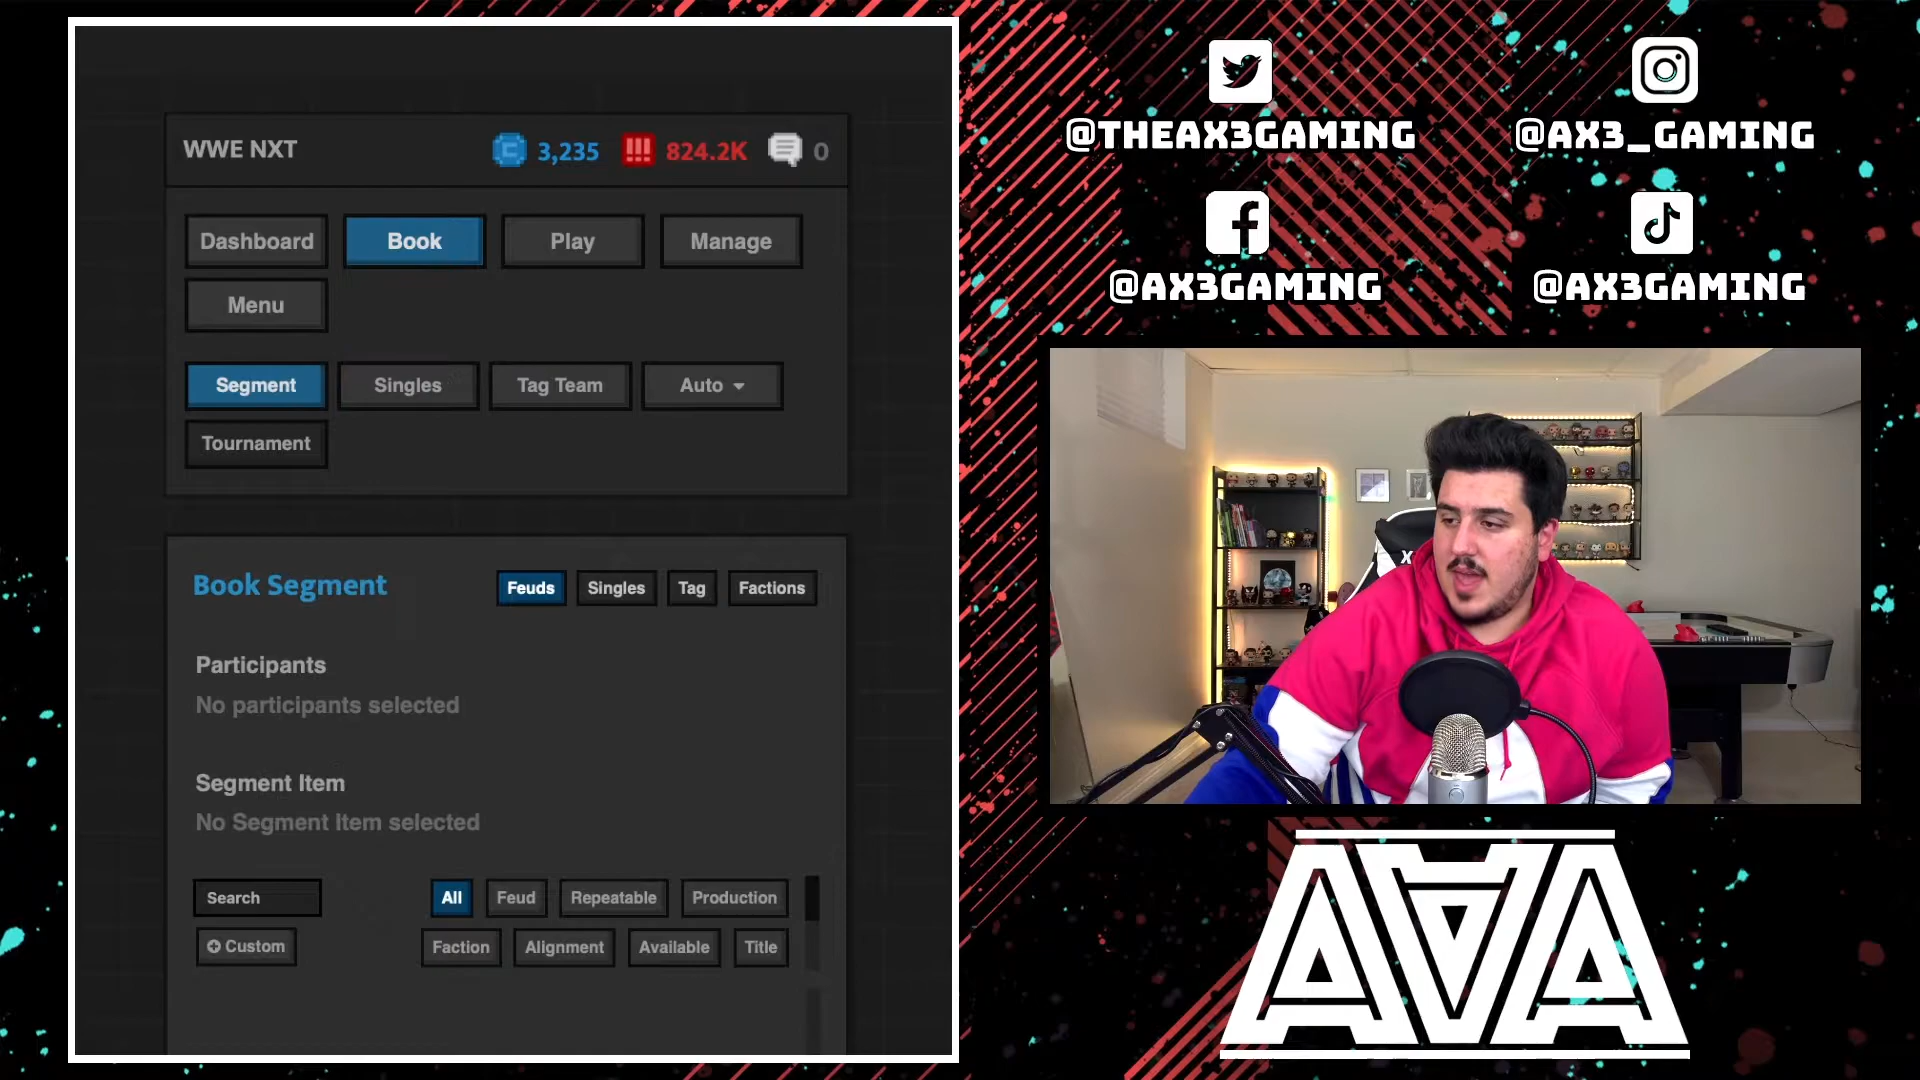 WWE NXT 3,235 824.2K 0
Dashboard Book Play Manage
Menu
Segment Singles Tag Team Auto
Tournament
Book Segment Feuds Singles Tag Factions
Participants
No participants selected
Segment Item
No Segment Item selected
Search All Feud Repeatable Production
Custom Faction Alignment Available Title
@THEAX3GAMING
@AX3_GAMING
@AX3GAMING
@AX3GAMING
X